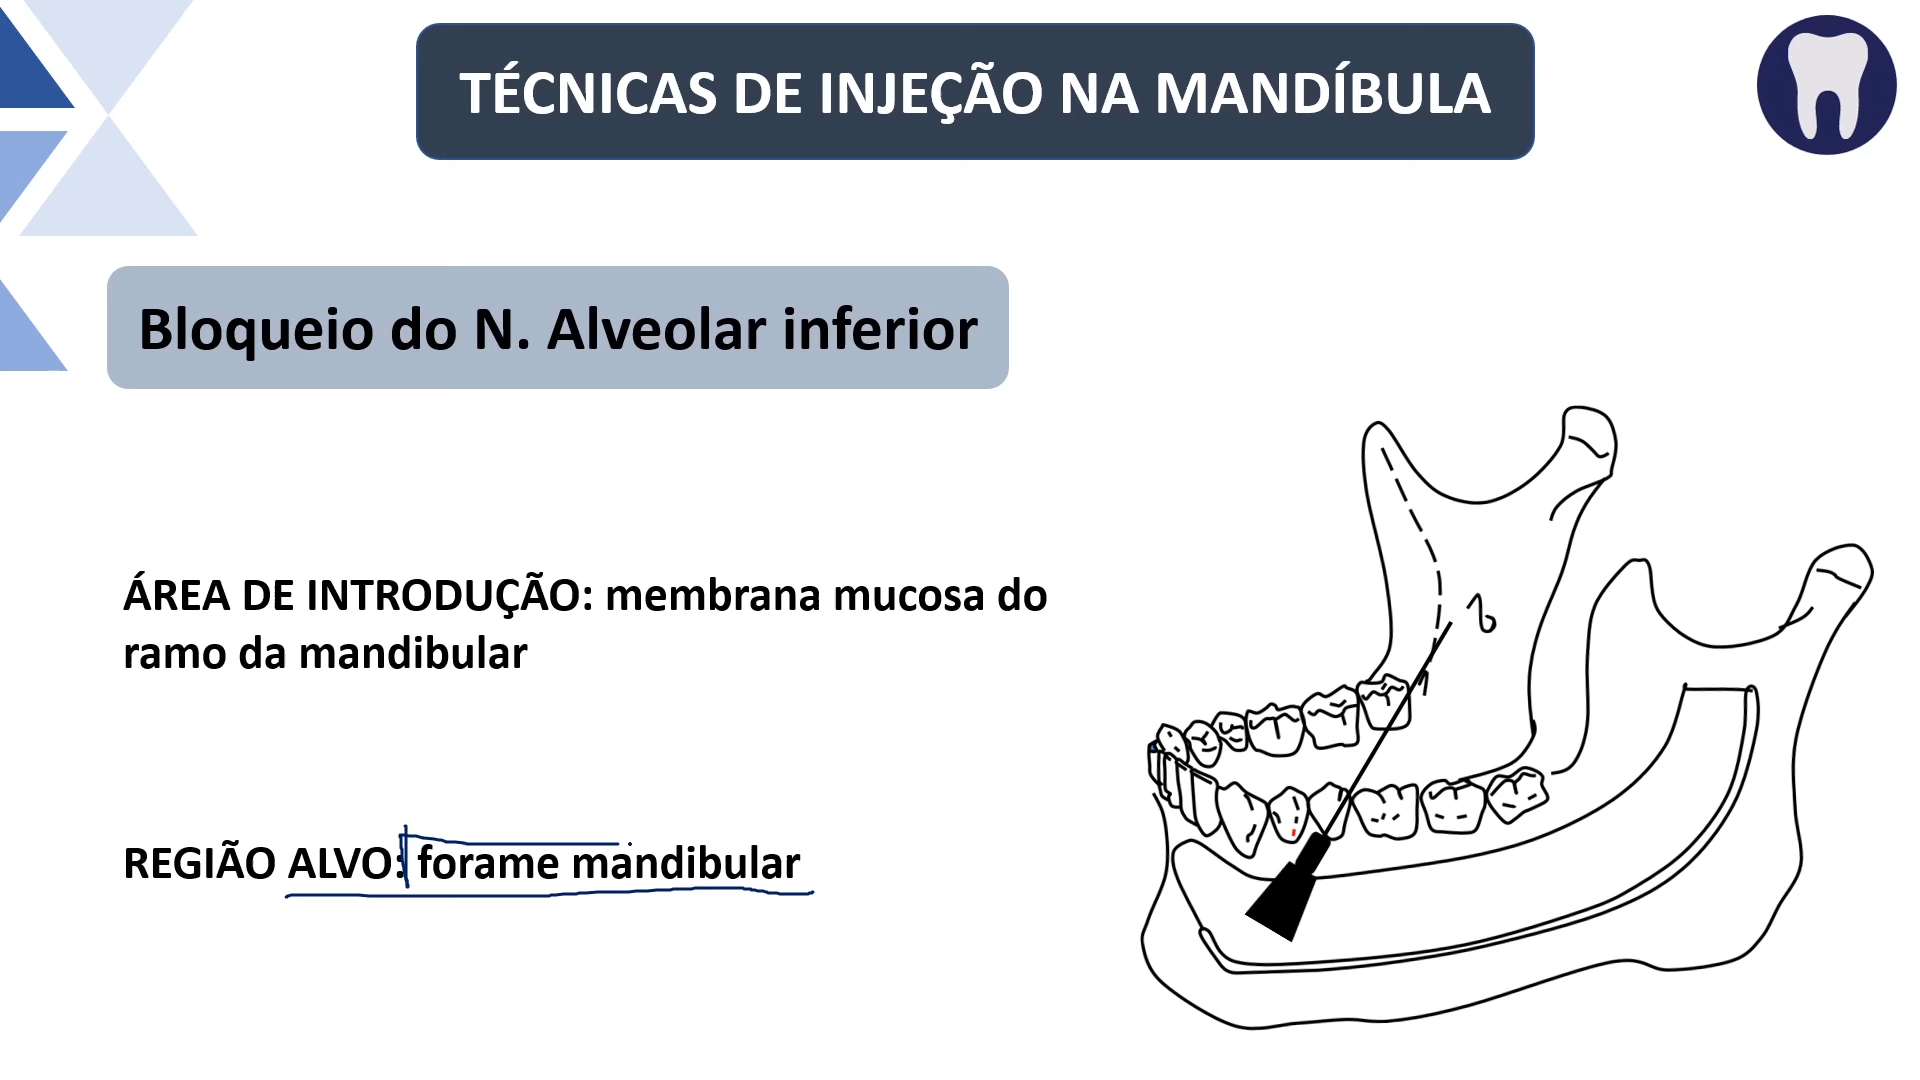 TÉCNICAS DE INJEÇÃO NA MANDÍBULA
Bloqueio do N. Alveolar inferior
ÁREA DE INTRODUÇÃO: membrana mucosa do
ramo da mandibular
REGIÃO ALVO: forame mandibular